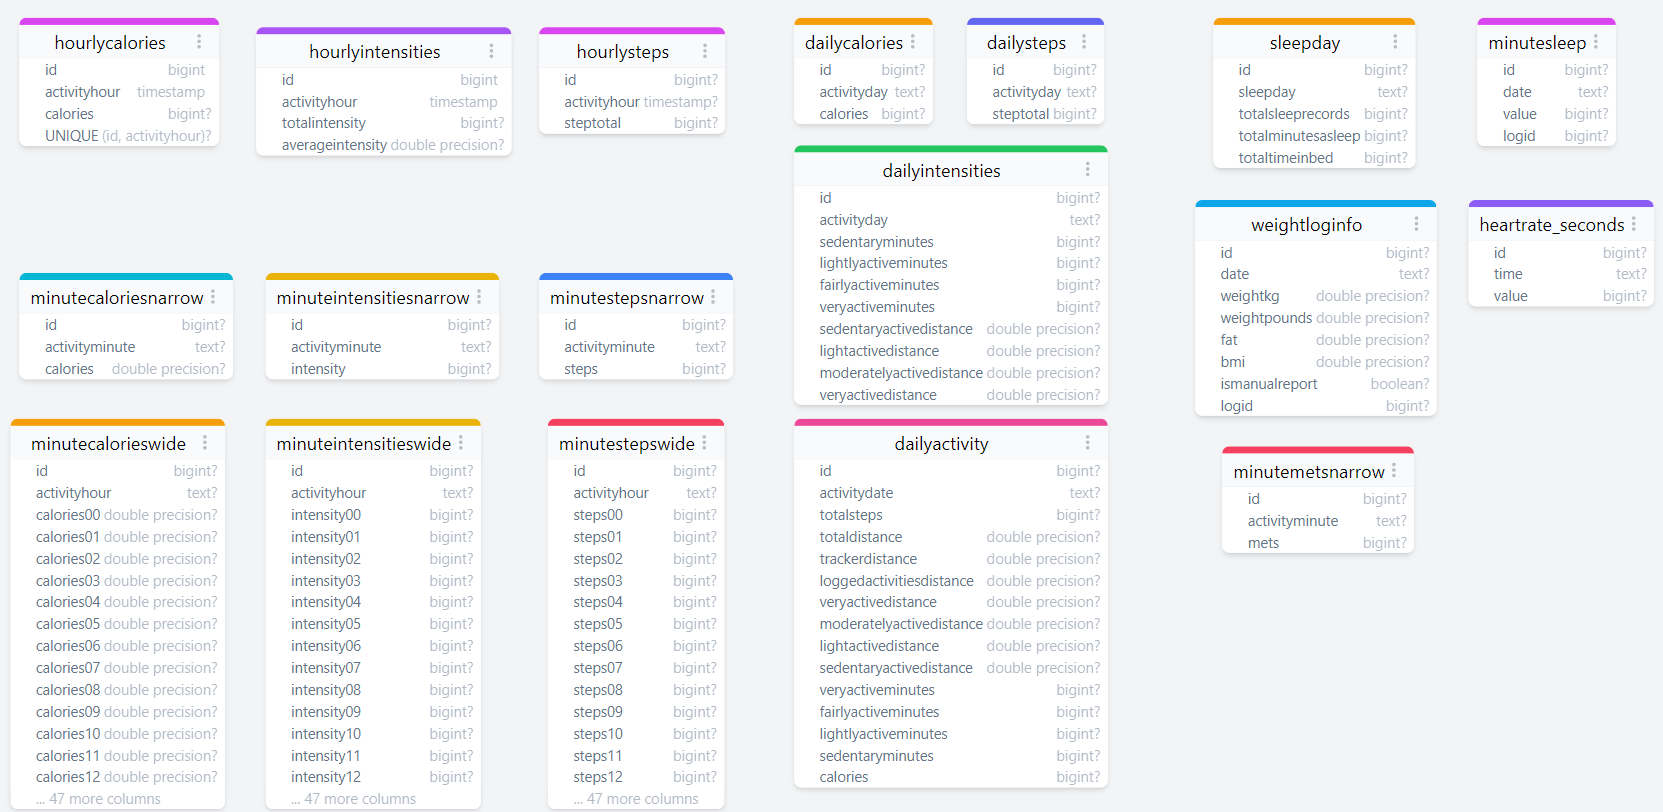 hourlycalories
id bigint
activityhour timestamp
calories bigint?
UNIQUE (id, activityhour)?
hourlyintensities
id bigint
activityhour timestamp
totalintensity bigint?
averageintensity double precision?
hourlysteps
id bigint?
activityhour timestamp?
steptotal bigint?
dailycalories
id bigint?
activityday text?
calories bigint?
dailysteps
id bigint?
activityday text?
steptotal bigint?
sleepday
id bigint?
sleepday text?
totalsleeprecords bigint?
totalminutesasleep bigint?
totaltimeinbed bigint?
minutesleep
id bigint?
date text?
value bigint?
logid bigint?
dailyintensities
id bigint?
activityday text?
sedentaryminutes bigint?
lightlyactiveminutes bigint?
fairlyactiveminutes bigint?
veryactiveminutes bigint?
sedentaryactivedistance double precision?
lightactivedistance double precision?
moderatelyactivedistance double precision?
veryactivedistance double precision?
weightloginfo
id bigint?
date text?
weightkg double precision?
weightpounds double precision?
fat double precision?
bmi double precision?
ismanualreport boolean?
logid bigint?
heartrate_seconds
id bigint?
time text?
value bigint?
minutecaloriesnarrow
id bigint?
activityminute text?
calories double precision?
minuteintensitiesnarrow
id bigint?
activityminute text?
intensity bigint?
minutestepsnarrow
id bigint?
activityminute text?
steps bigint?
minutecalorieswide
id bigint?
activityhour text?
calories00 double precision?
calories01 double precision?
calories02 double precision?
calories03 double precision?
calories04 double precision?
calories05 double precision?
calories06 double precision?
calories07 double precision?
calories08 double precision?
calories09 double precision?
calories10 double precision?
calories11 double precision?
calories12 double precision?
... 47 more columns
minuteintensitieswide
id bigint?
activityhour text?
intensity00 bigint?
intensity01 bigint?
intensity02 bigint?
intensity03 bigint?
intensity04 bigint?
intensity05 bigint?
intensity06 bigint?
intensity07 bigint?
intensity08 bigint?
intensity09 bigint?
intensity10 bigint?
intensity11 bigint?
intensity12 bigint?
... 47 more columns
minutestepswide
id bigint?
activityhour text?
steps00 bigint?
steps01 bigint?
steps02 bigint?
steps03 bigint?
steps04 bigint?
steps05 bigint?
steps06 bigint?
steps07 bigint?
steps08 bigint?
steps09 bigint?
steps10 bigint?
steps11 bigint?
steps12 bigint?
... 47 more columns
dailyactivity
id bigint?
activitydate text?
totalsteps bigint?
totaldistance double precision?
trackerdistance double precision?
loggedactivitiesdistance double precision?
veryactivedistance double precision?
moderatelyactivedistance double precision?
lightactivedistance double precision?
sedentaryactivedistance double precision?
veryactiveminutes bigint?
fairlyactiveminutes bigint?
lightlyactiveminutes bigint?
sedentaryminutes bigint?
calories bigint?
minutemetsnarrow
id bigint?
activityminute text?
mets bigint?